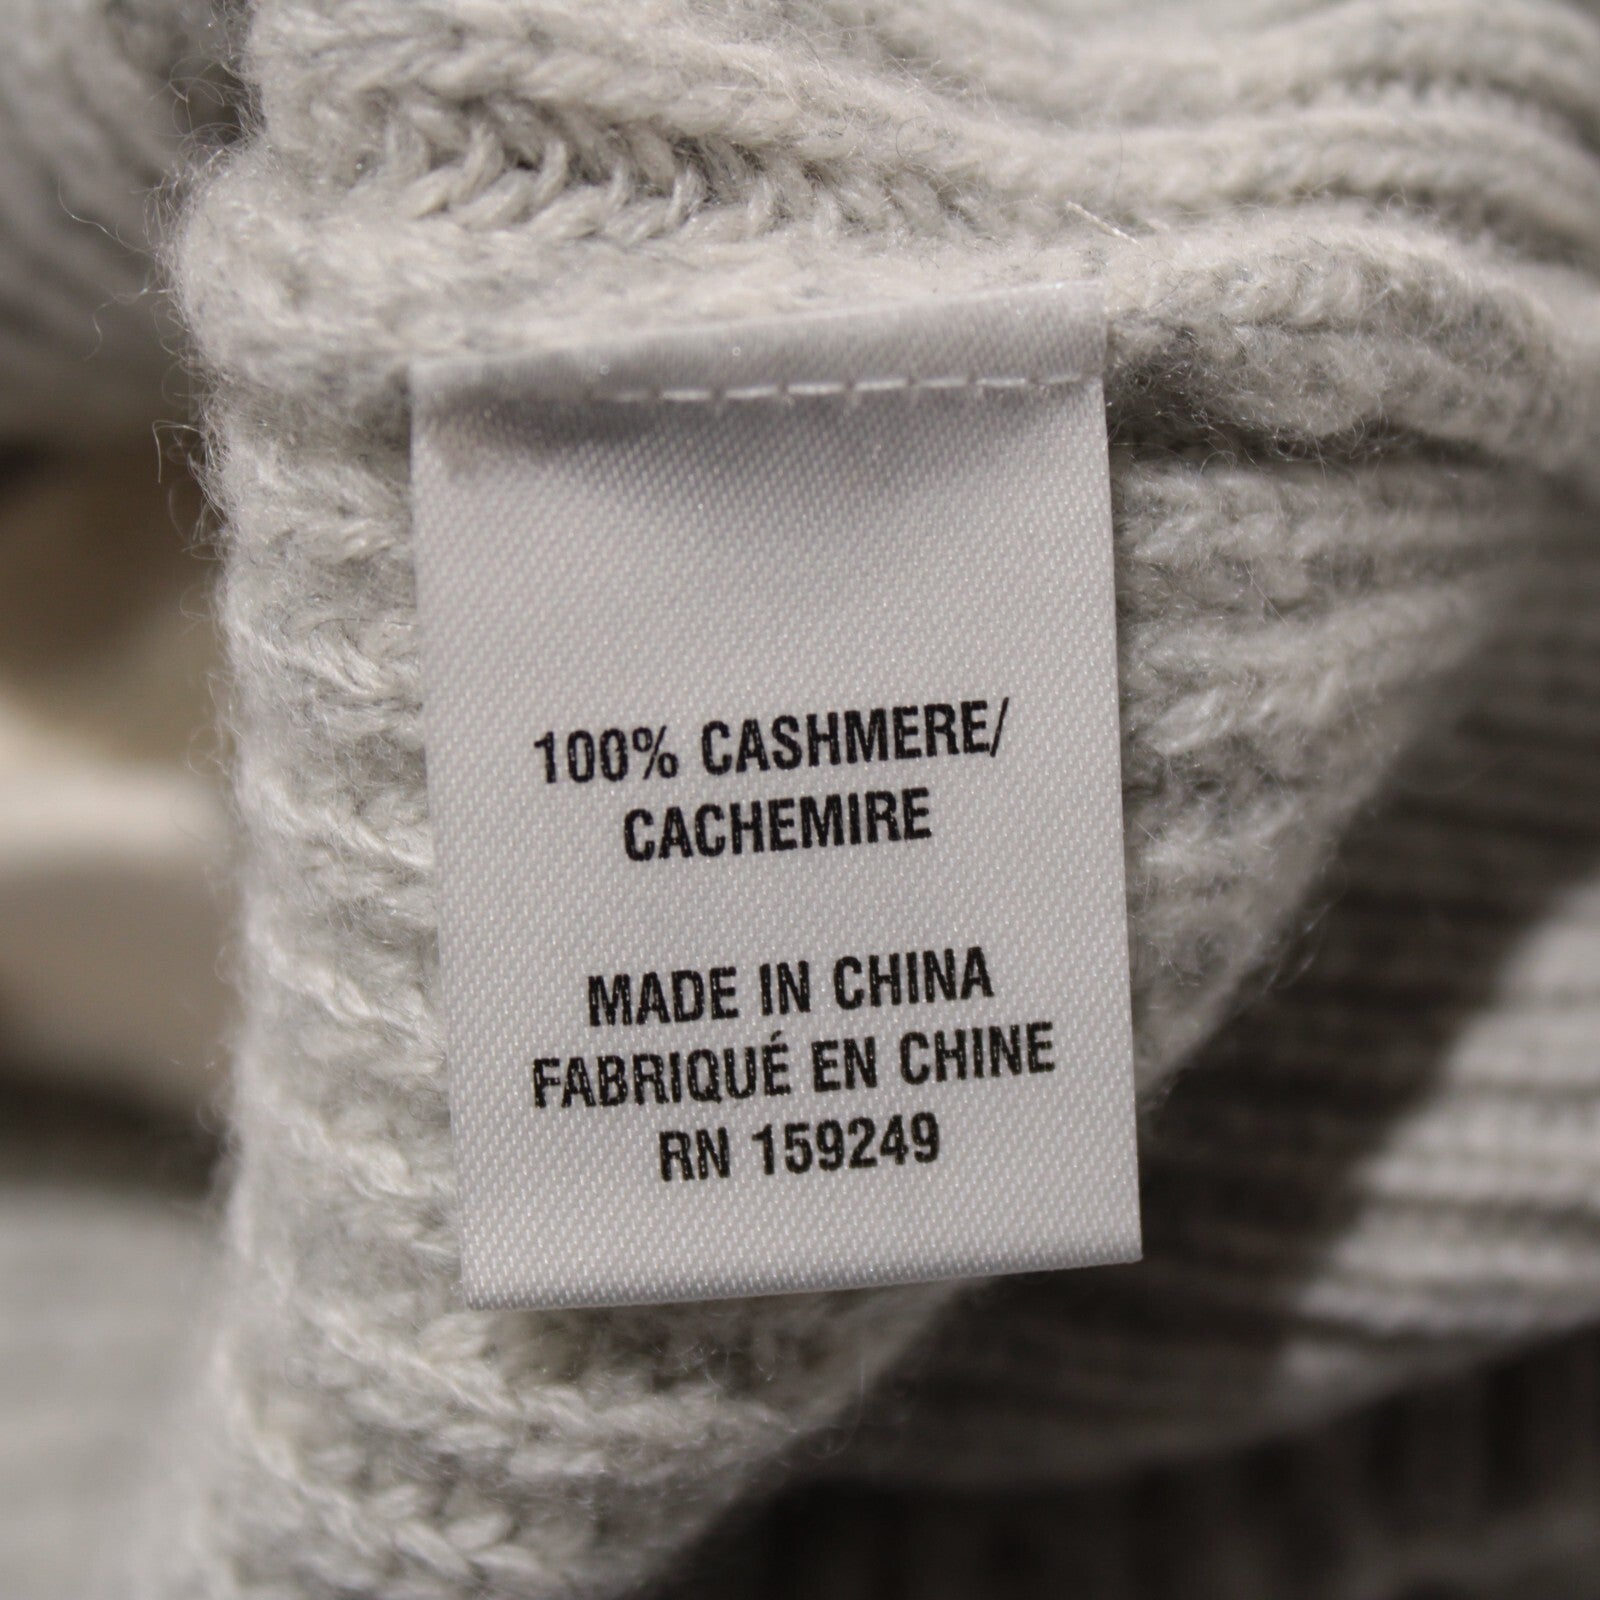 100% CASHMERE/
CACHEMIRE
MADE IN CHINA
FABRIQUÉ EN CHINE
RN 159249